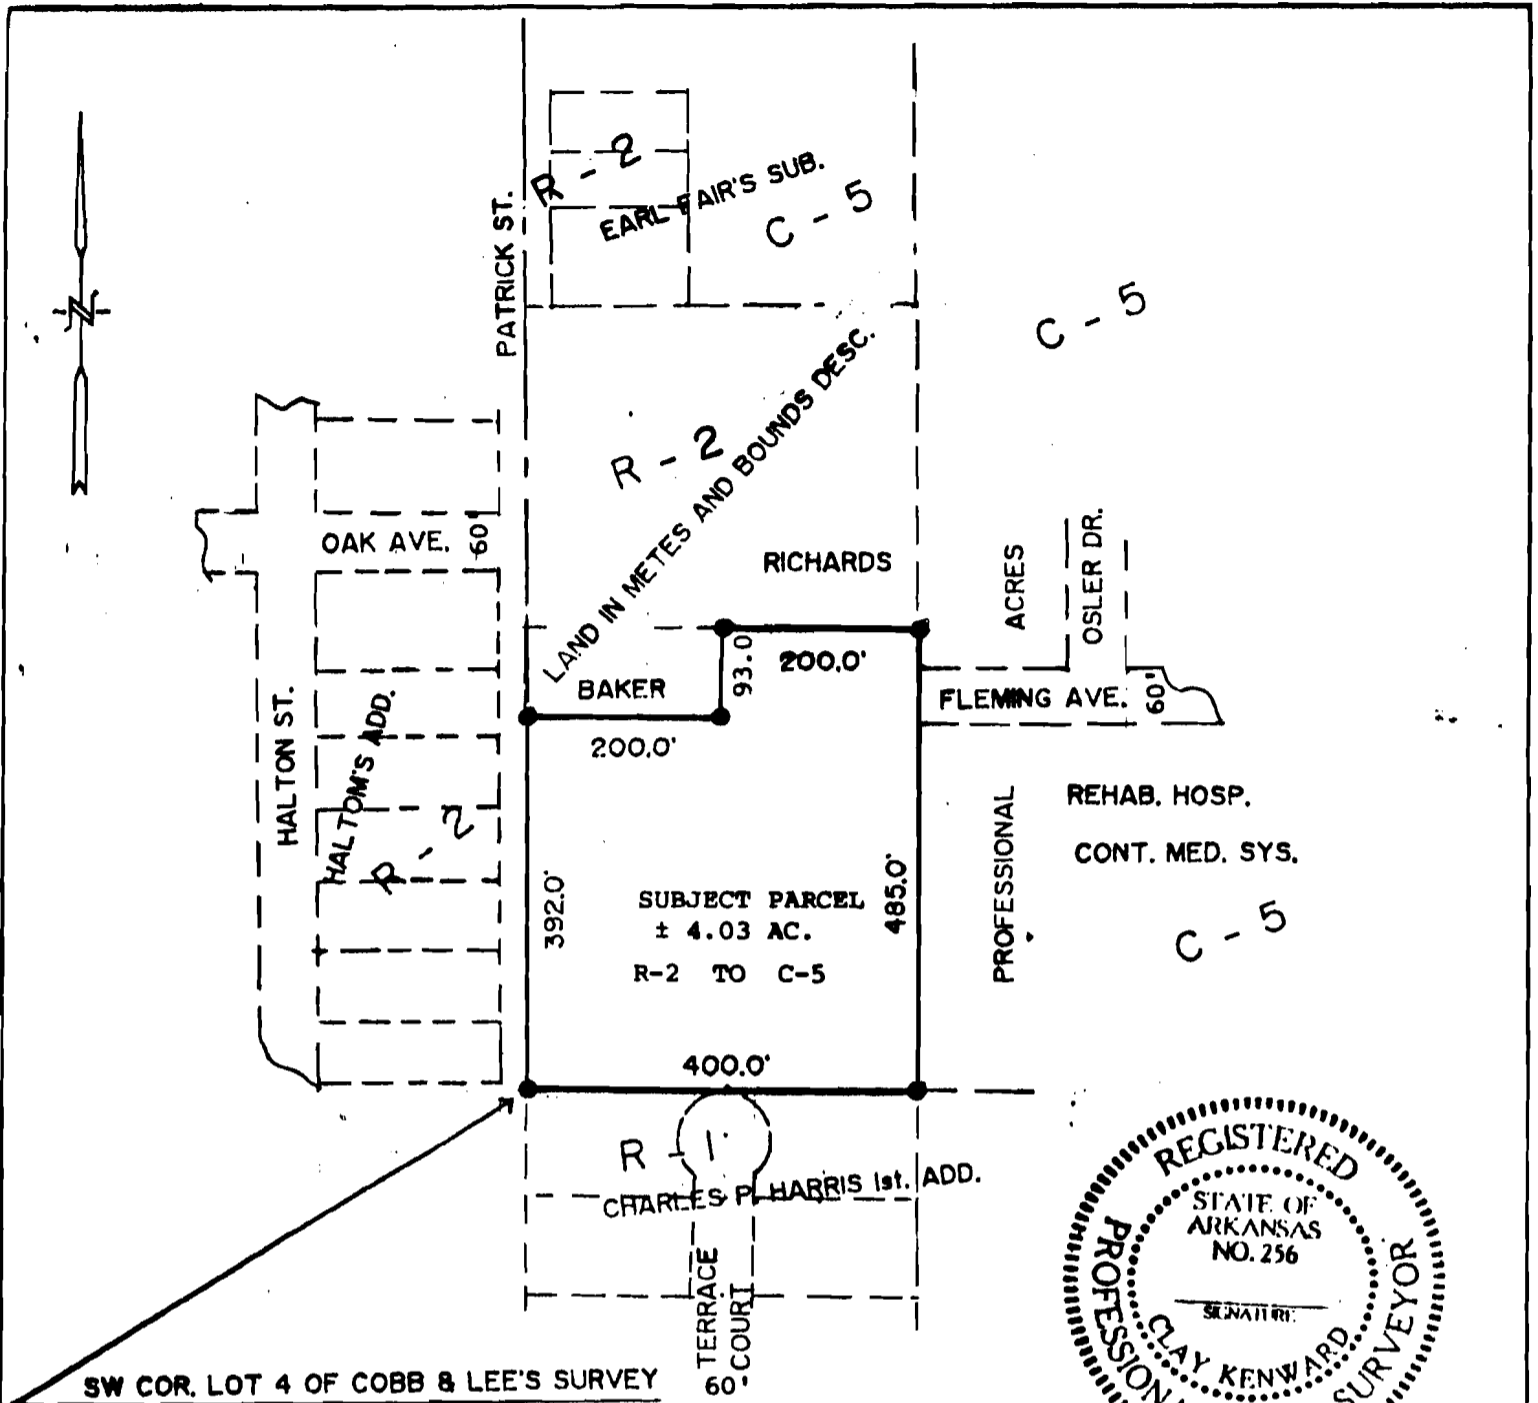 R - 2
EARL FAIR'S SUB.
C - 5
PATRICK ST.
N
C - 5
LAND IN METES AND BOUNDS DESC.
R - 2
OAK AVE. 60'
RICHARDS
ACRES
OSLER DR.
93.0
200.0'
BAKER
FLEMING AVE. 60'
200.0'
HALTON ST.
HALTOM'S ADD.
R - 2
392.0'
SUBJECT PARCEL
± 4.03 AC.
R-2 TO C-5
485.0'
PROFESSIONAL
REHAB. HOSP.
CONT. MED. SYS.
C - 5
400.0'
R - 1
CHARLES P. HARRIS 1st. ADD.
TERRACE
COURT
60'
SW COR. LOT 4 OF COBB & LEE'S SURVEY
REGISTERED
STATE OF
ARKANSAS
NO. 256
SIGNATURE
CLAY KENWARD
SURVEYOR